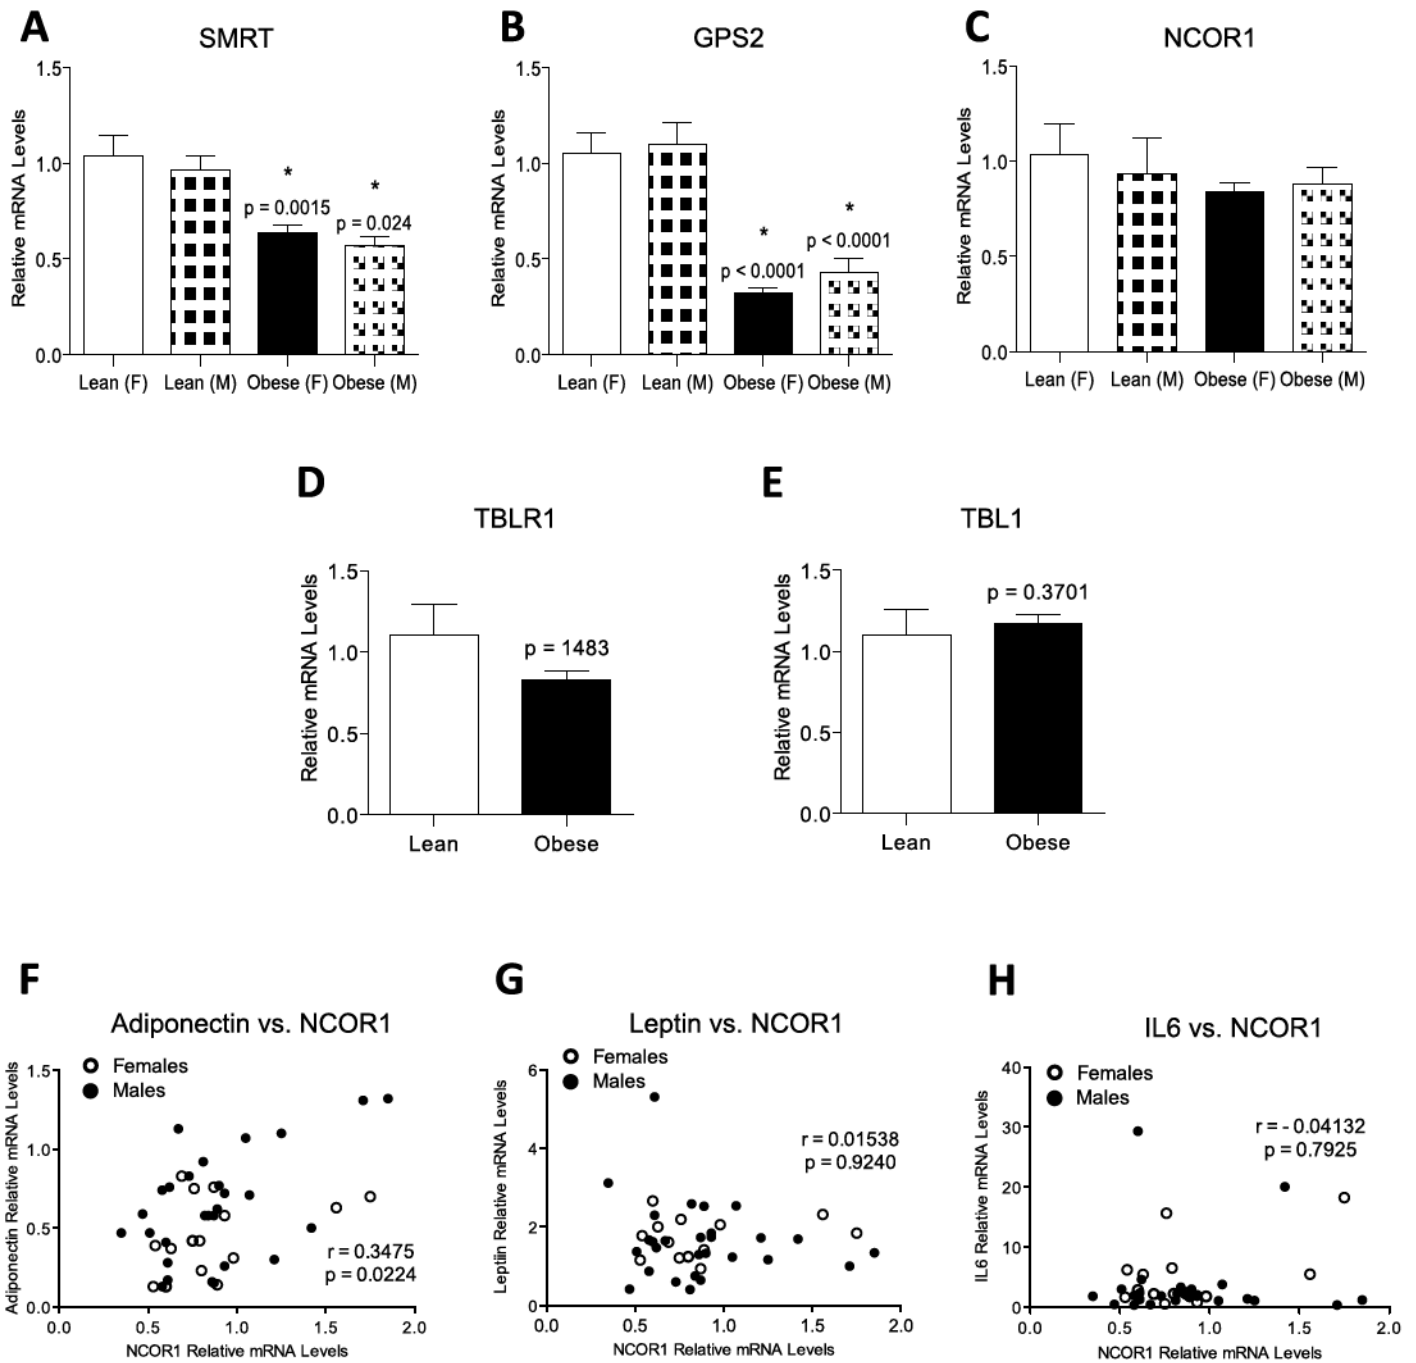 A
SMRT
1.5
1.0
0.5
0.0
Relative mRNA Levels
*
p = 0.0015
*
p = 0.024
Lean (F)
Lean (M)
Obese (F)
Obese (M)
B
GPS2
1.5
1.0
0.5
0.0
Relative mRNA Levels
*
p < 0.0001
*
p < 0.0001
Lean (F)
Lean (M)
Obese (F)
Obese (M)
C
NCOR1
1.5
1.0
0.5
0.0
Relative mRNA Levels
Lean (F)
Lean (M)
Obese (F)
Obese (M)
D
TBLR1
1.5
1.0
0.5
0.0
Relative mRNA Levels
p = 1483
Lean
Obese
E
TBL1
1.5
1.0
0.5
0.0
Relative mRNA Levels
p = 0.3701
Lean
Obese
F
Adiponectin vs. NCOR1
Females
Males
1.5
1.0
0.5
0.0
Adiponectin Relative mRNA Levels
r = 0.3475
p = 0.0224
0.0
0.5
1.0
1.5
2.0
NCOR1 Relative mRNA Levels
G
Leptin vs. NCOR1
Females
Males
6
4
2
0
Leptiin Relative mRNA Levels
r = 0.01538
p = 0.9240
0.0
0.5
1.0
1.5
2.0
NCOR1 Relative mRNA Levels
H
IL6 vs. NCOR1
Females
Males
40
30
20
10
0
IL6 Relative mRNA Levels
r = - 0.04132
p = 0.7925
0.0
0.5
1.0
1.5
2.0
NCOR1 Relative mRNA Levels